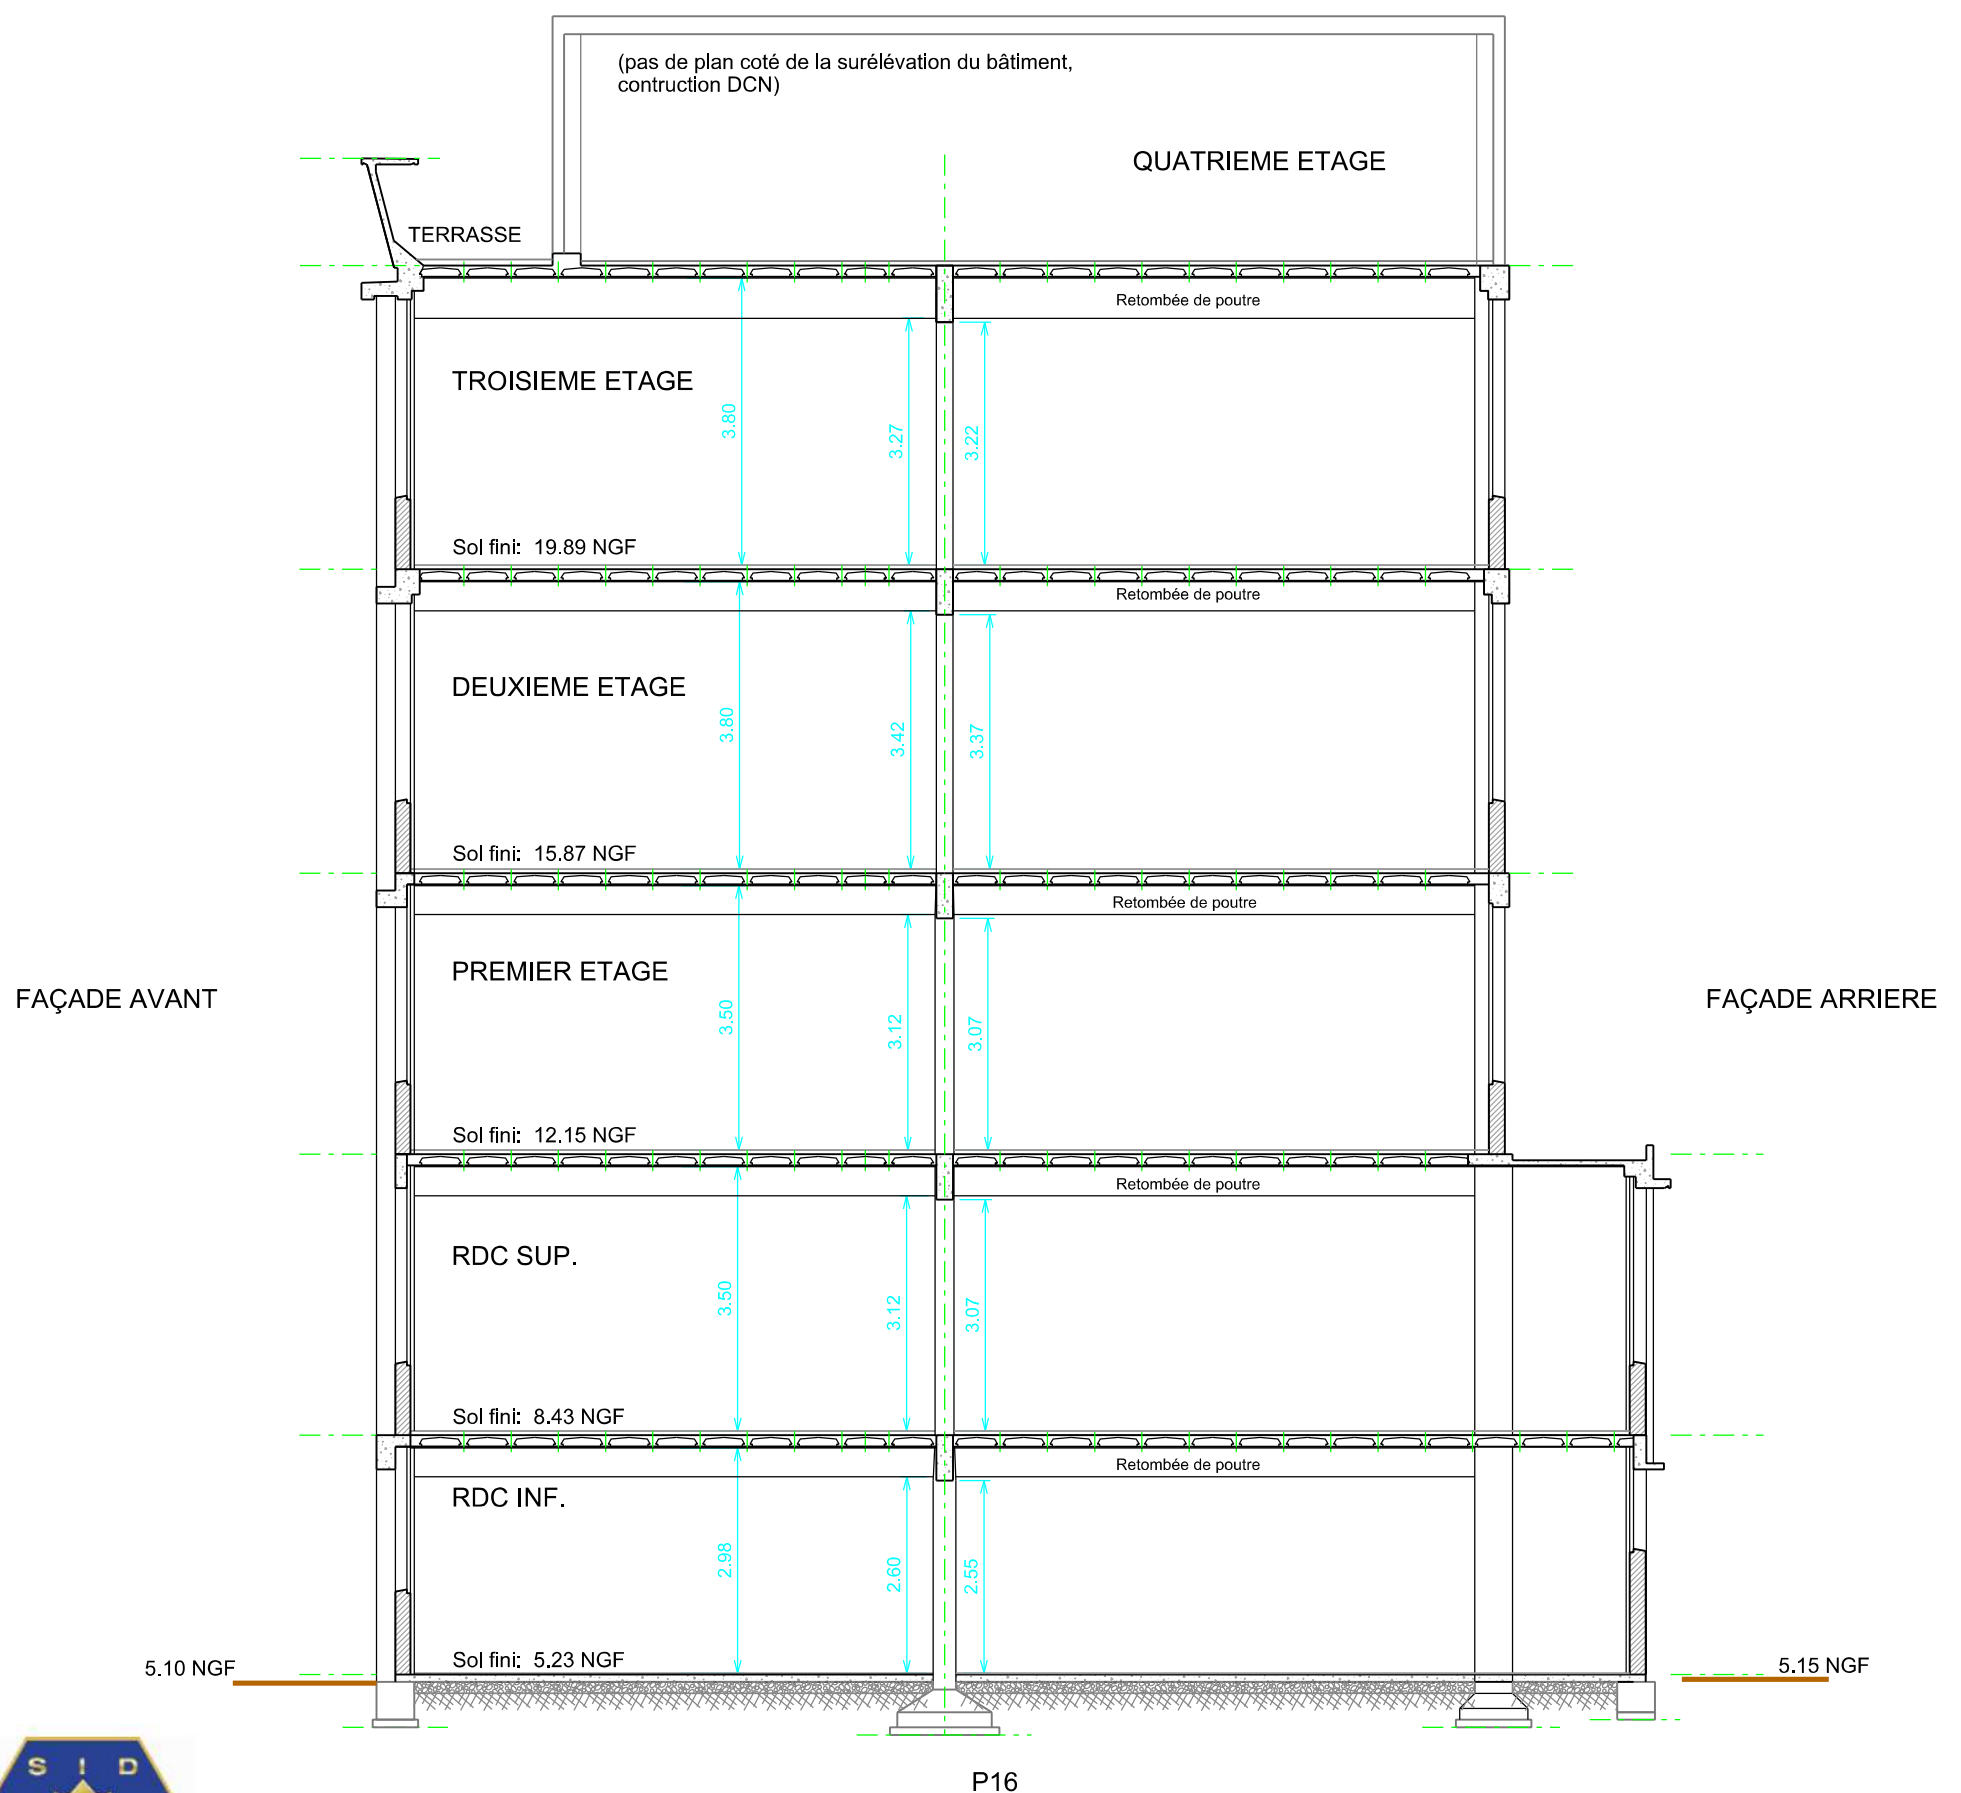 (pas de plan coté de la surélévation du bâtiment,
contruction DCN)
QUATRIEME ETAGE
TERRASSE
Retombée de poutre
TROISIEME ETAGE
3.80
3.27
3.22
Sol fini: 19.89 NGF
Retombée de poutre
DEUXIEME ETAGE
3.80
3.42
3.37
Sol fini: 15.87 NGF
Retombée de poutre
PREMIER ETAGE
FAÇADE AVANT
FAÇADE ARRIERE
3.50
3.12
3.07
Sol fini: 12.15 NGF
Retombée de poutre
RDC SUP.
3.50
3.12
3.07
Sol fini: 8.43 NGF
Retombée de poutre
RDC INF.
2.98
2.60
2.55
Sol fini: 5.23 NGF
5.10 NGF
5.15 NGF
S I D
P16